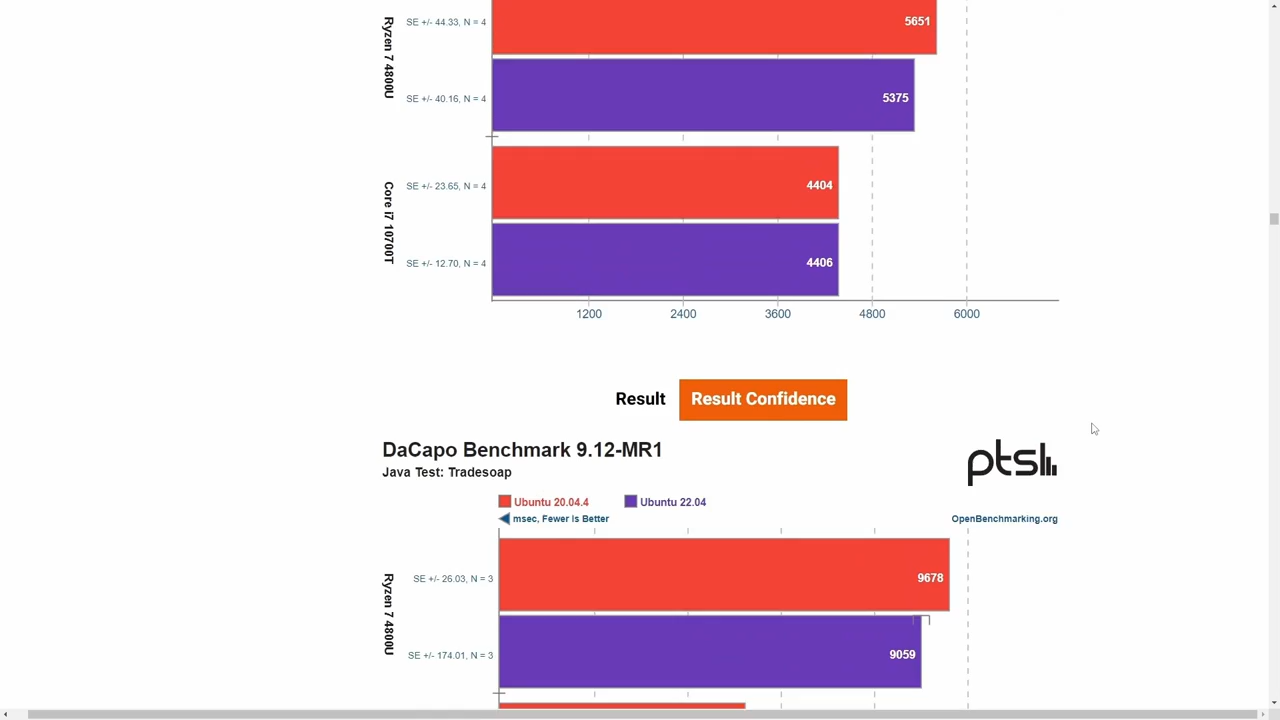 SE +/- 44.33, N = 4
5651
Ryzen 7 4800U
SE +/- 40.16, N = 4
5375
SE +/- 23.65, N = 4
4404
Core i7 10700T
SE +/- 12.70, N = 4
4406
1200 2400 3600 4800 6000
Result Result Confidence
DaCapo Benchmark 9.12-MR1
Java Test: Tradesoap
pts
Ubuntu 20.04.4 Ubuntu 22.04
msec, Fewer Is Better OpenBenchmarking.org
SE +/- 26.03, N = 3
9678
Ryzen 7 4800U
SE +/- 174.01, N = 3
9059